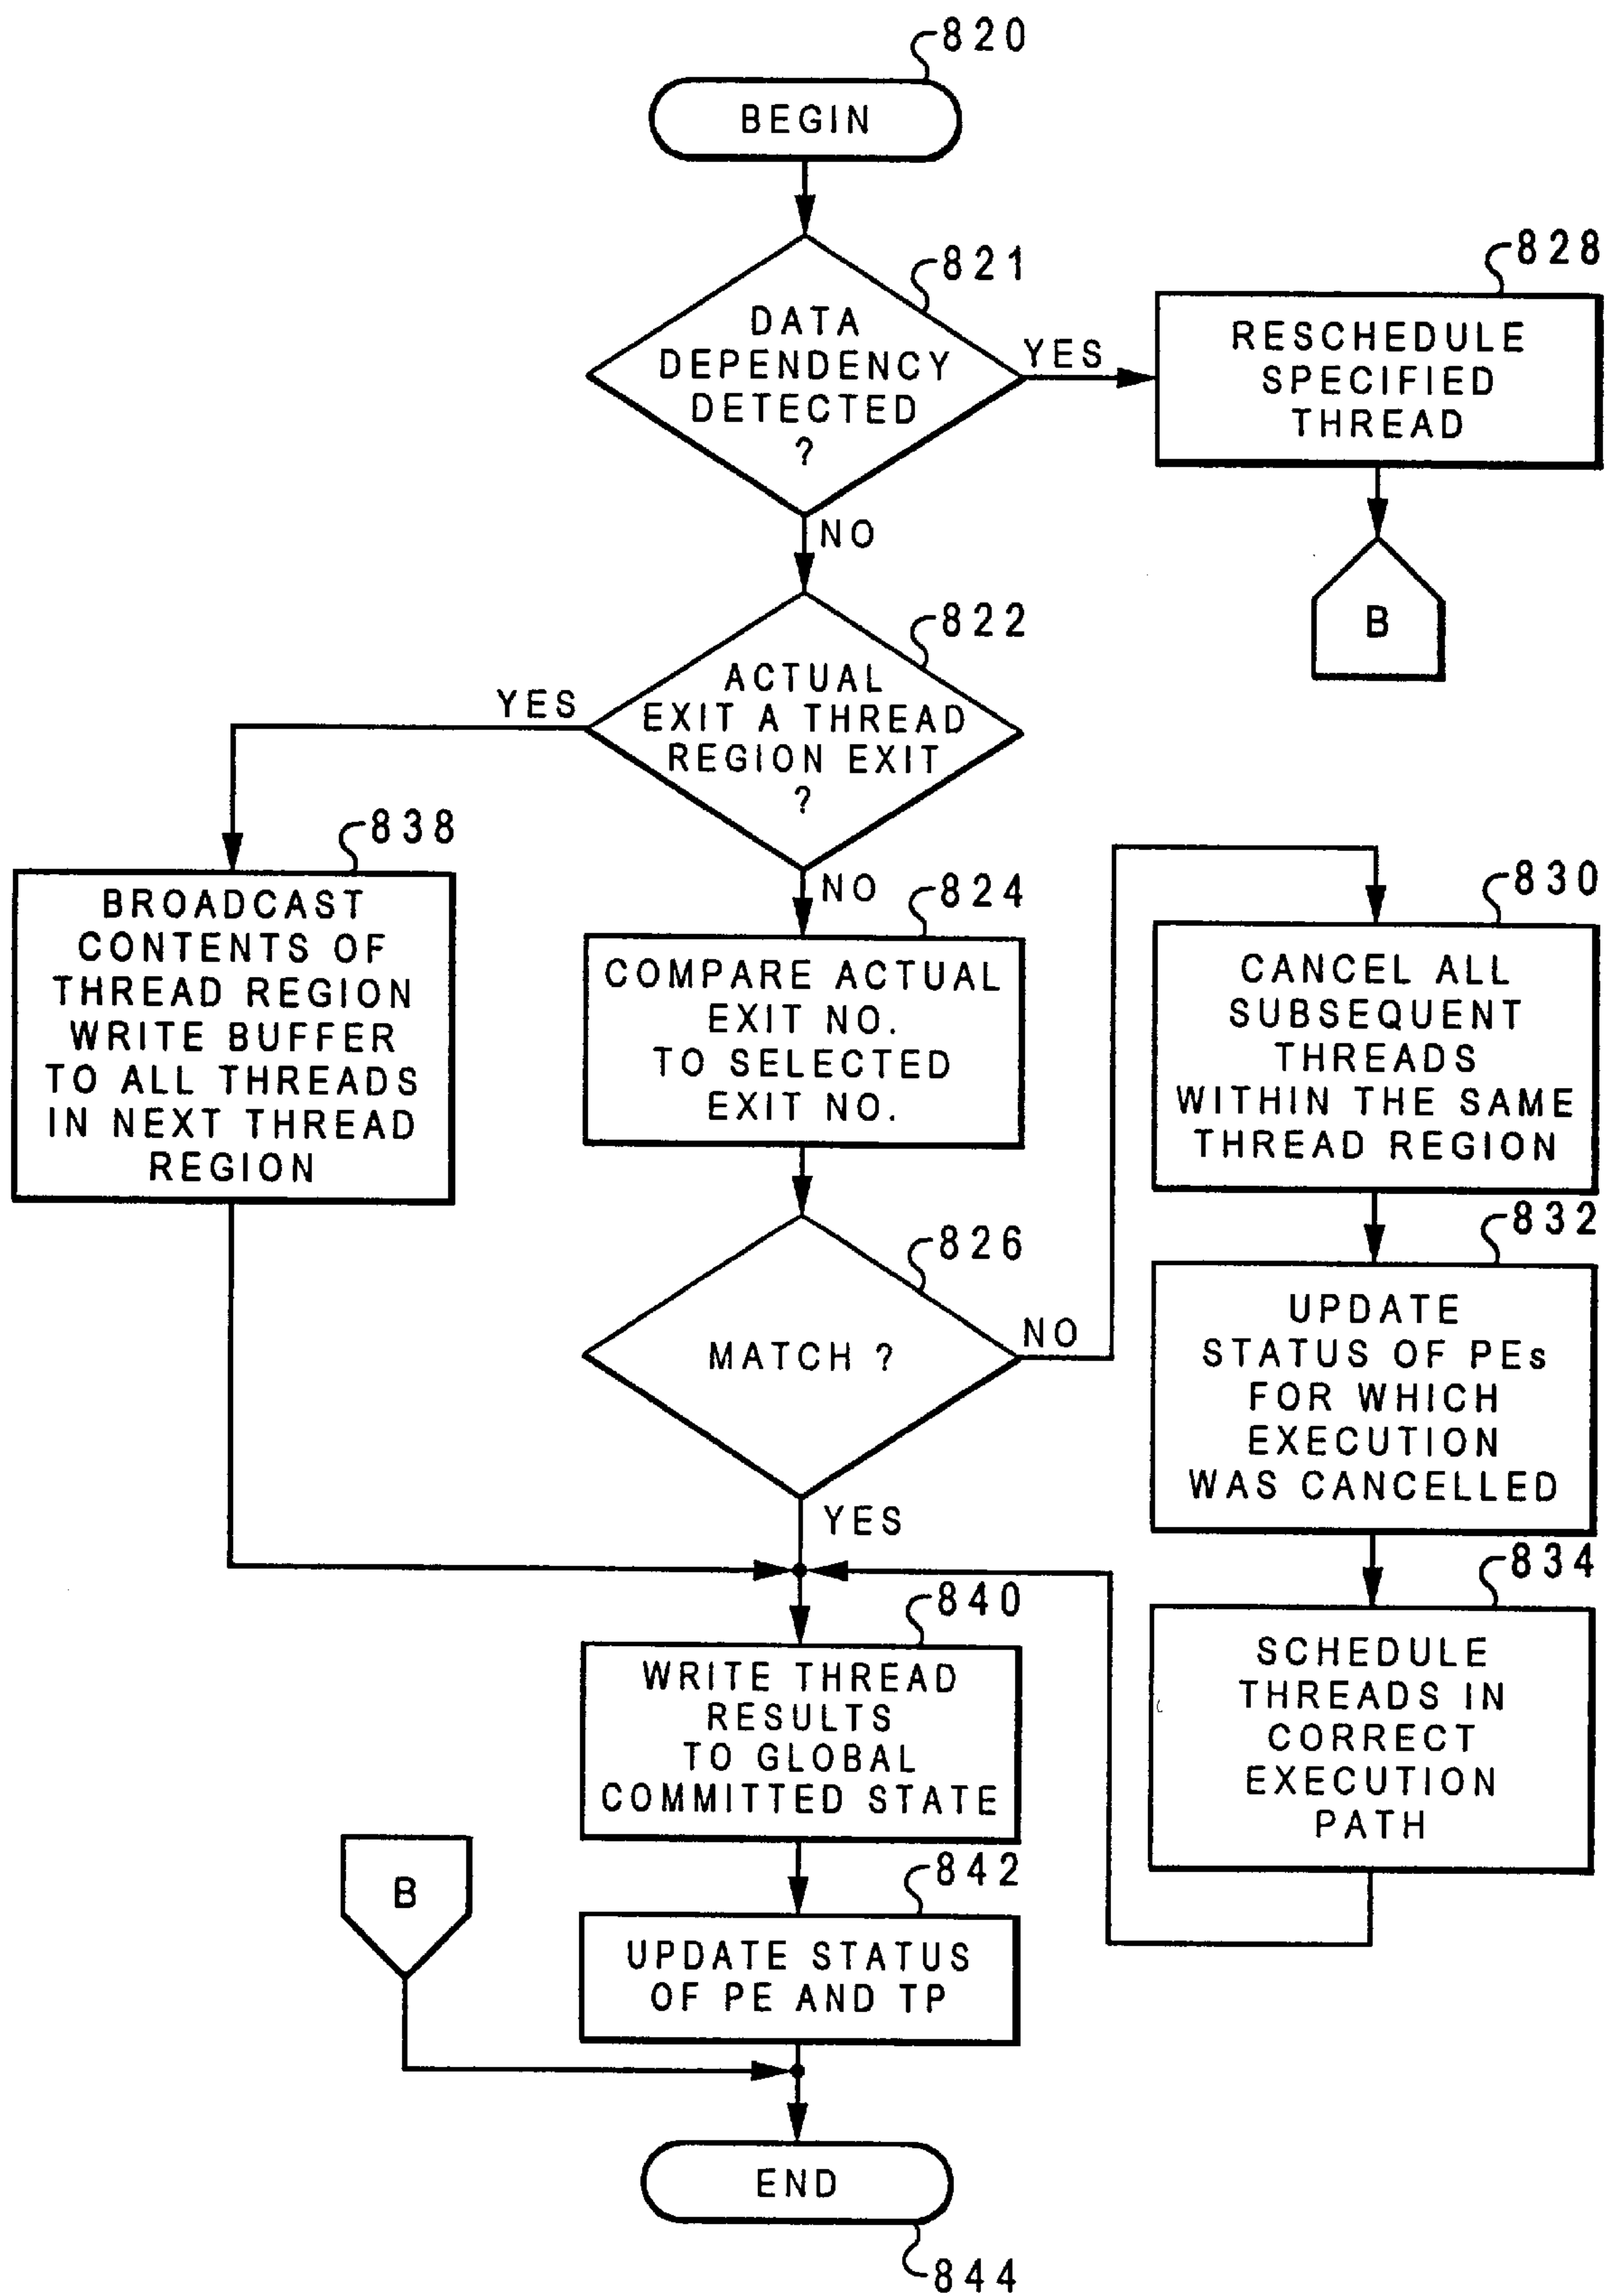 820
BEGIN
821
DATA
DEPENDENCY
DETECTED
?
YES
828
RESCHEDULE
SPECIFIED
THREAD
B
NO
822
ACTUAL
EXIT A THREAD
REGION EXIT
?
YES
838
BROADCAST
CONTENTS OF
THREAD REGION
WRITE BUFFER
TO ALL THREADS
IN NEXT THREAD
REGION
NO
824
COMPARE ACTUAL
EXIT NO.
TO SELECTED
EXIT NO.
826
MATCH ?
NO
830
CANCEL ALL
SUBSEQUENT
THREADS
WITHIN THE SAME
THREAD REGION
832
UPDATE
STATUS OF PEs
FOR WHICH
EXECUTION
WAS CANCELLED
834
SCHEDULE
THREADS IN
CORRECT
EXECUTION
PATH
YES
840
WRITE THREAD
RESULTS
TO GLOBAL
COMMITTED STATE
842
UPDATE STATUS
OF PE AND TP
B
END
844